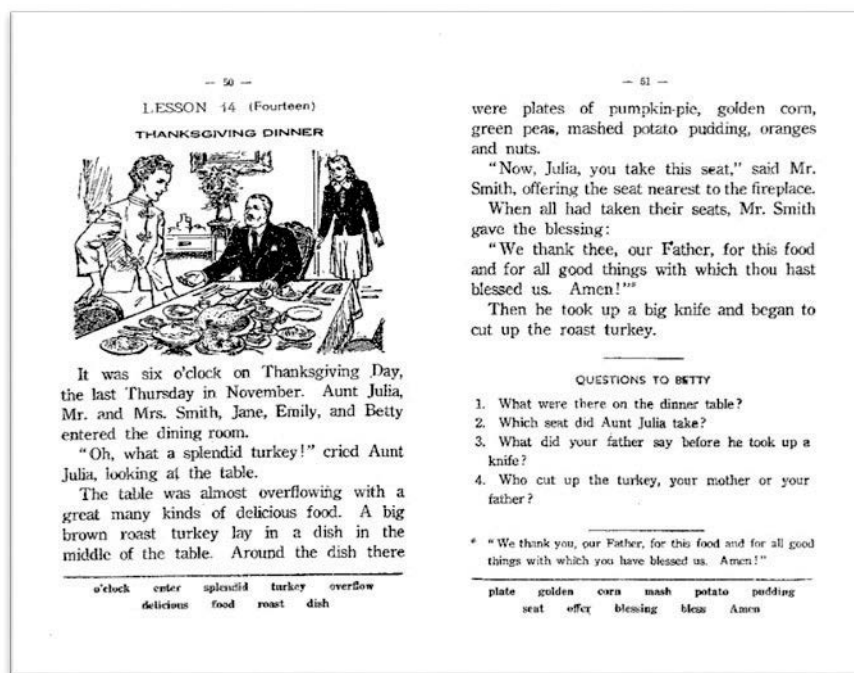 — 50 —
LESSON 14 (Fourteen)
THANKSGIVING DINNER
It was six o'clock on Thanksgiving Day,
the last Thursday in November. Aunt Julia,
Mr. and Mrs. Smith, Jane, Emily, and Betty
entered the dining room.
"Oh, what a splendid turkey!" cried Aunt
Julia, looking at the table.
The table was almost overflowing with a
great many kinds of delicious food. A big
brown roast turkey lay in a dish in the
middle of the table. Around the dish there
o'clock enter splendid turkey overflow
delicious food roast dish
— 51 —
were plates of pumpkin-pie, golden corn,
green peas, mashed potato pudding, oranges
and nuts.
"Now, Julia, you take this seat," said Mr.
Smith, offering the seat nearest to the fireplace.
When all had taken their seats, Mr. Smith
gave the blessing:
"We thank thee, our Father, for this food
and for all good things with which thou hast
blessed us. Amen!"*
Then he took up a big knife and began to
cut up the roast turkey.
QUESTIONS TO BETTY
1. What were there on the dinner table?
2. Which seat did Aunt Julia take?
3. What did your father say before he took up a
knife?
4. Who cut up the turkey, your mother or your
father?
* "We thank you, our Father, for this food and for all good
things with which you have blessed us. Amen!"
plate golden corn mash potato pudding
seat offer blessing bless Amen